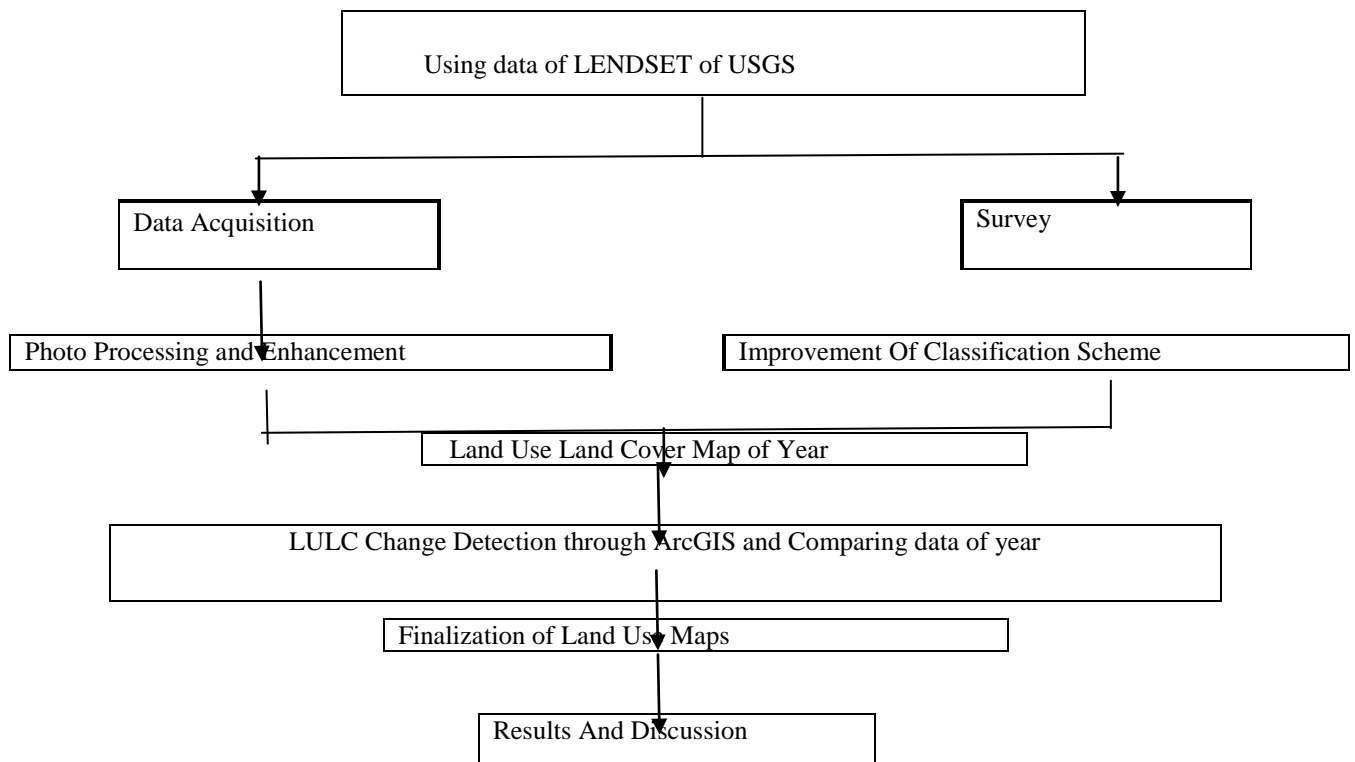 Using data of LENDSET of USGS
Data Acquisition
Survey
Photo Processing and Enhancement
Improvement Of Classification Scheme
Land Use Land Cover Map of Year
LULC Change Detection through ArcGIS and Comparing data of year
Finalization of Land Use Maps
Results And Discussion